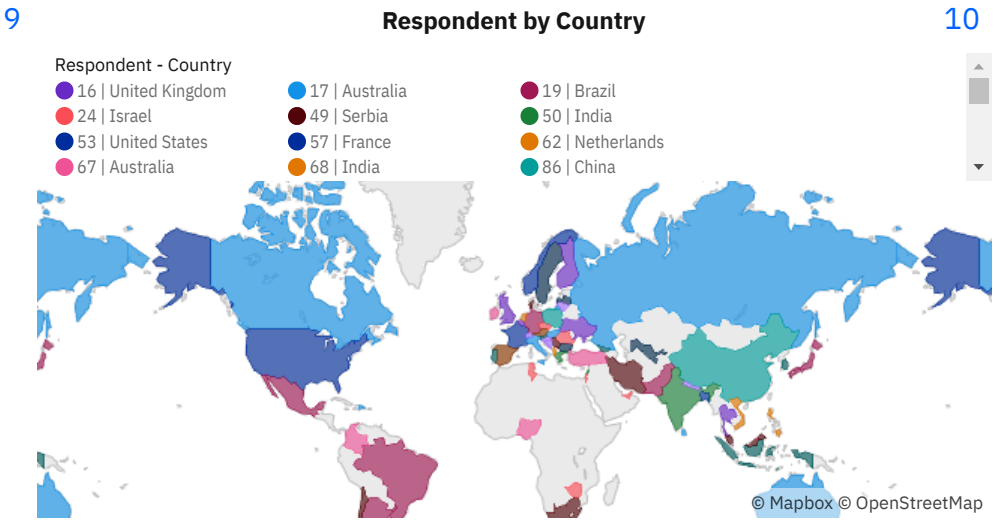 9
Respondent by Country
10
Respondent - Country
16 | United Kingdom
17 | Australia
19 | Brazil
24 | Israel
49 | Serbia
50 | India
53 | United States
57 | France
62 | Netherlands
67 | Australia
68 | India
86 | China
© Mapbox © OpenStreetMap